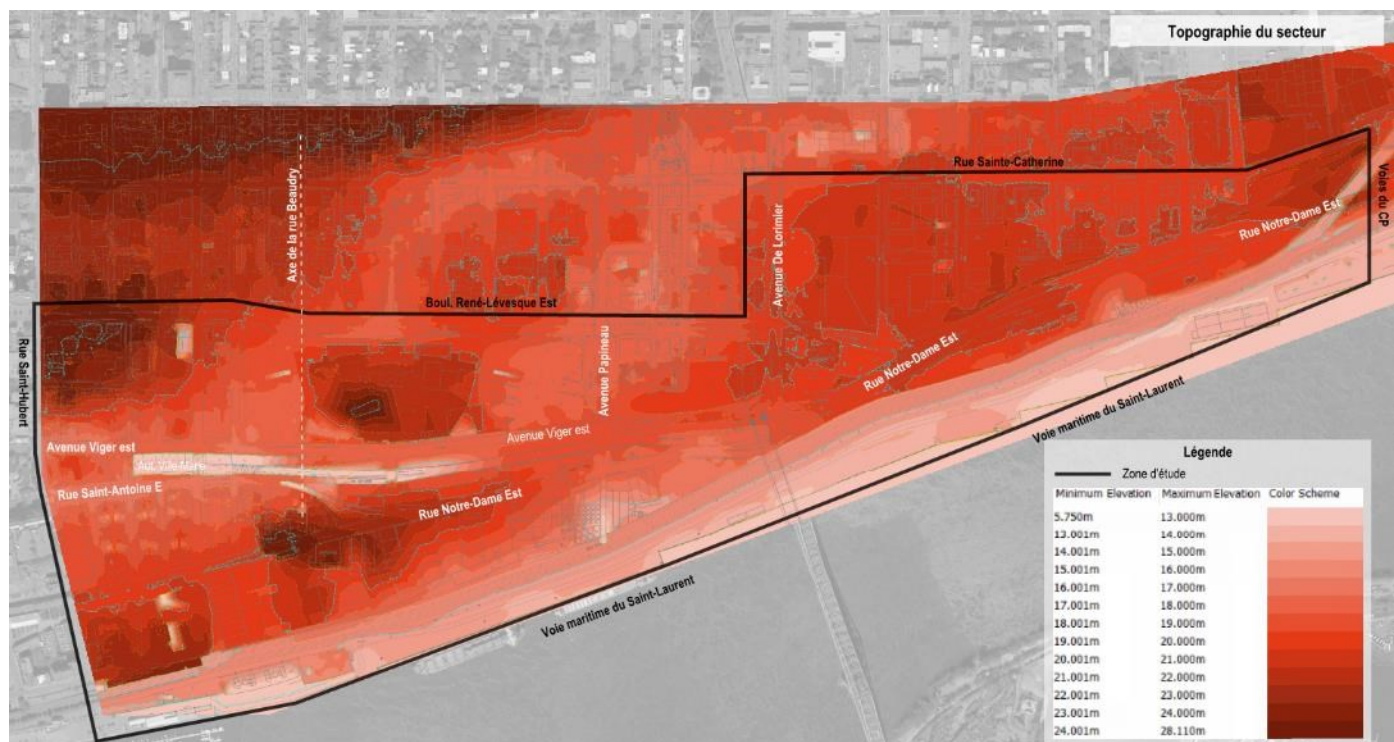 Topographie du secteur
Rue Sainte-Catherine
Axe de la rue Beaudry
Avenue De Lorimier
Rue Notre-Dame Est
Voies du CP
Boul. René-Lévesque Est
Rue Saint-Hubert
Avenue Papineau
Rue Notre-Dame Est
Avenue Viger est
Avenue Viger est
Aut. Ville-Marie
Rue Saint-Antoine E
Rue Notre-Dame Est
Voie maritime du Saint-Laurent
Voie maritime du Saint-Laurent
Légende
Zone d'étude
Minimum Elevation Maximum Elevation Color Scheme
5.750m 13.000m
13.001m 14.000m
14.001m 15.000m
15.001m 16.000m
16.001m 17.000m
17.001m 18.000m
18.001m 19.000m
19.001m 20.000m
20.001m 21.000m
21.001m 22.000m
22.001m 23.000m
23.001m 24.000m
24.001m 28.110m